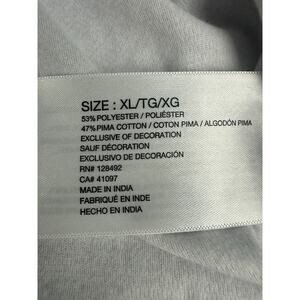 SIZE : XL/TG/XG
53% POLYESTER / POLIÉSTER
47% PIMA COTTON / COTON PIMA / ALGODÓN PIMA
EXCLUSIVE OF DECORATION
SAUF DÉCORATION
EXCLUSIVO DE DECORACIÓN
RN# 128492
CA# 41097
MADE IN INDIA
FABRIQUÉ EN INDE
HECHO EN INDIA